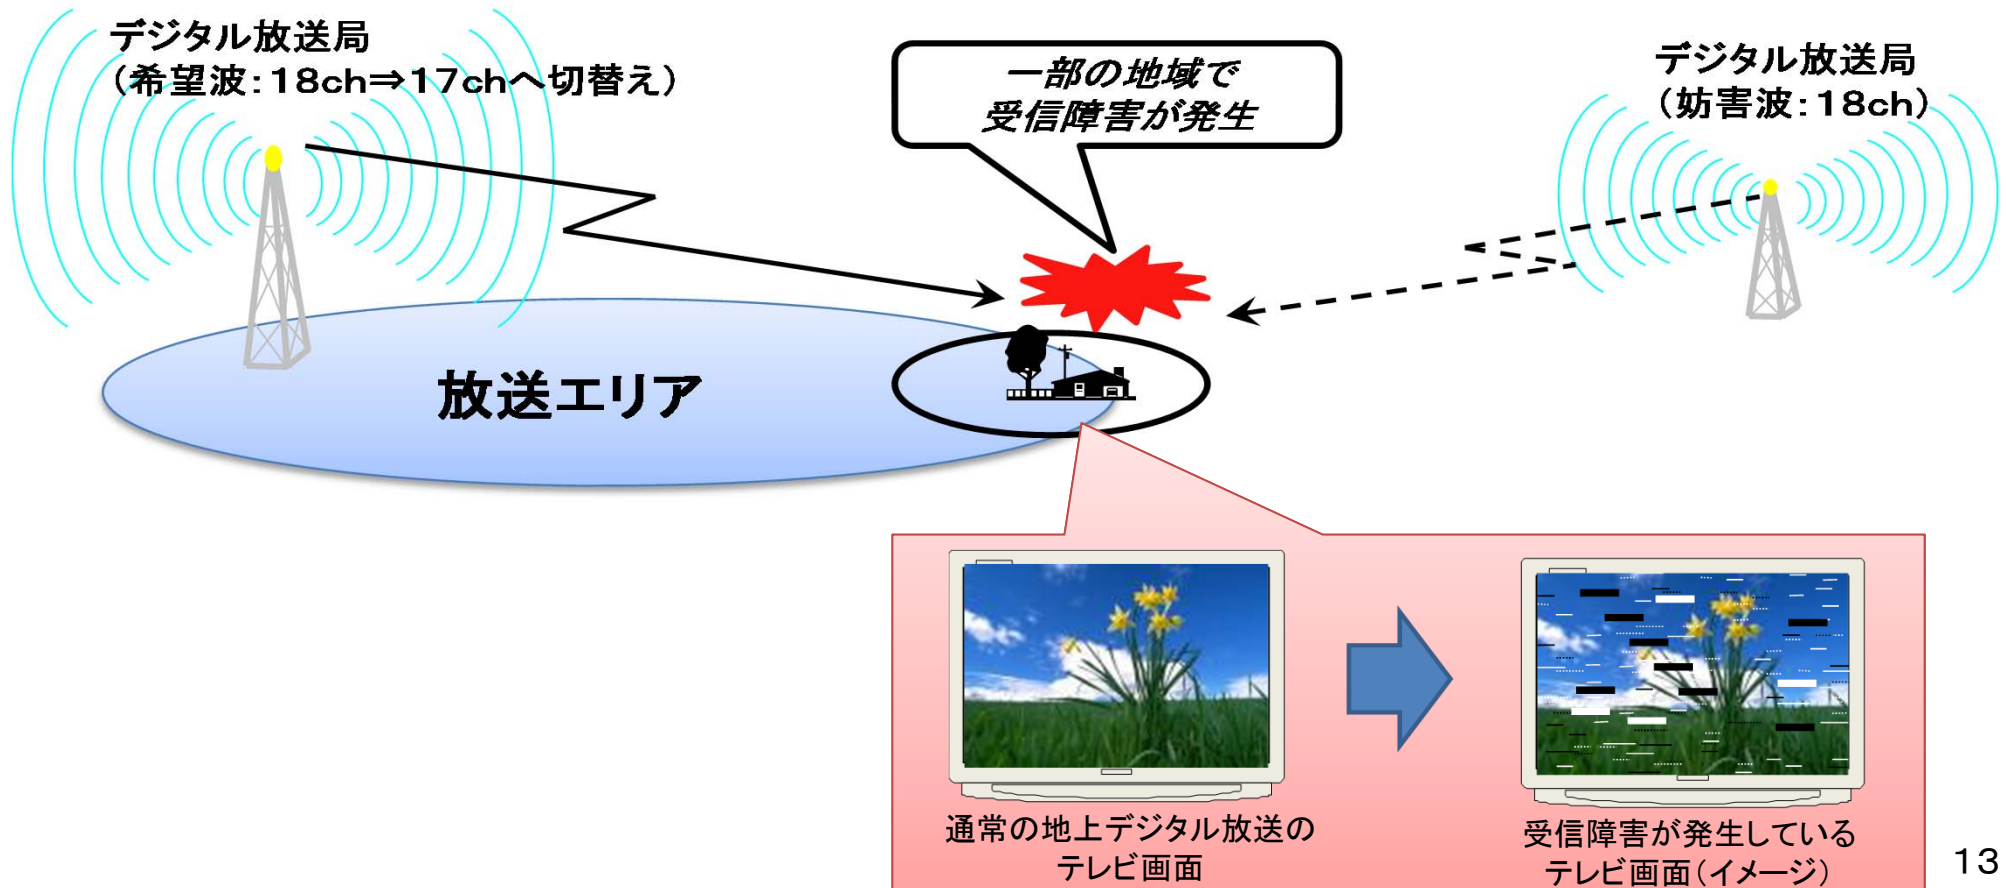 デジタル放送局
(希望波:18ch⇒17chへ切替え)
一部の地域で
受信障害が発生
デジタル放送局
(妨害波:18ch)
放送エリア
通常の地上デジタル放送の
テレビ画面
受信障害が発生している
テレビ画面(イメージ)
13